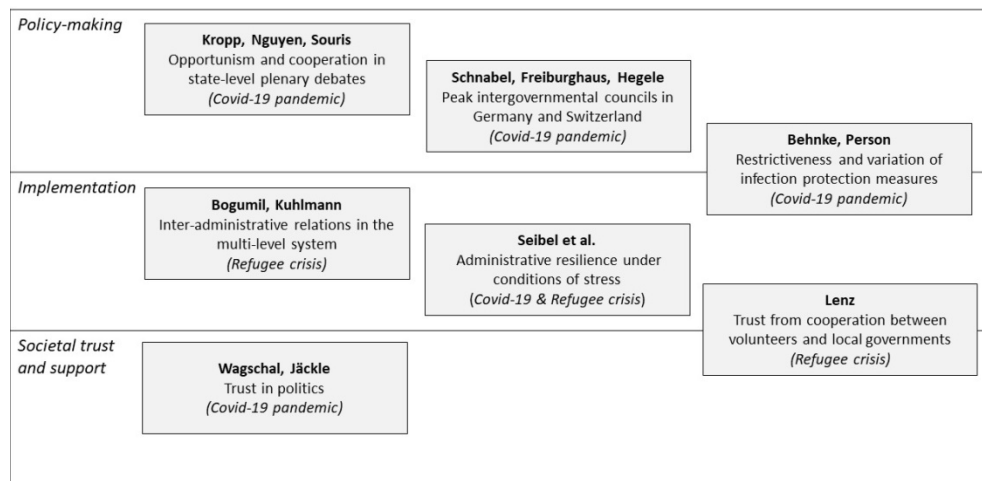 Policy-making
Kropp, Nguyen, Souris
Opportunism and cooperation in
state-level plenary debates
(Covid-19 pandemic)
Schnabel, Freiburghaus, Hegele
Peak intergovernmental councils in
Germany and Switzerland
(Covid-19 pandemic)
Behnke, Person
Restrictiveness and variation of
infection protection measures
(Covid-19 pandemic)
Implementation
Bogumil, Kuhlmann
Inter-administrative relations in the
multi-level system
(Refugee crisis)
Seibel et al.
Administrative resilience under
conditions of stress
(Covid-19 & Refugee crisis)
Lenz
Trust from cooperation between
volunteers and local governments
(Refugee crisis)
Societal trust
and support
Wagschal, Jäckle
Trust in politics
(Covid-19 pandemic)